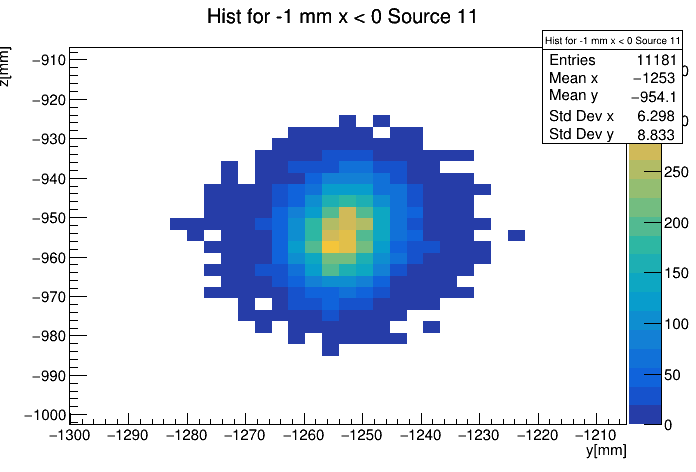 Hist for -1 mm x < 0 Source 11
Hist for -1 mm x < 0 Source 11
Entries 11181
Mean x −1253
Mean y −954.1
Std Dev x 6.298
Std Dev y 8.833
z[mm]
−910
−920
−930
−940
−950
−960
−970
−980
−990
−1000
250
200
150
100
50
0
−1300 −1290 −1280 −1270 −1260 −1250 −1240 −1230 −1220 −1210
y[mm]